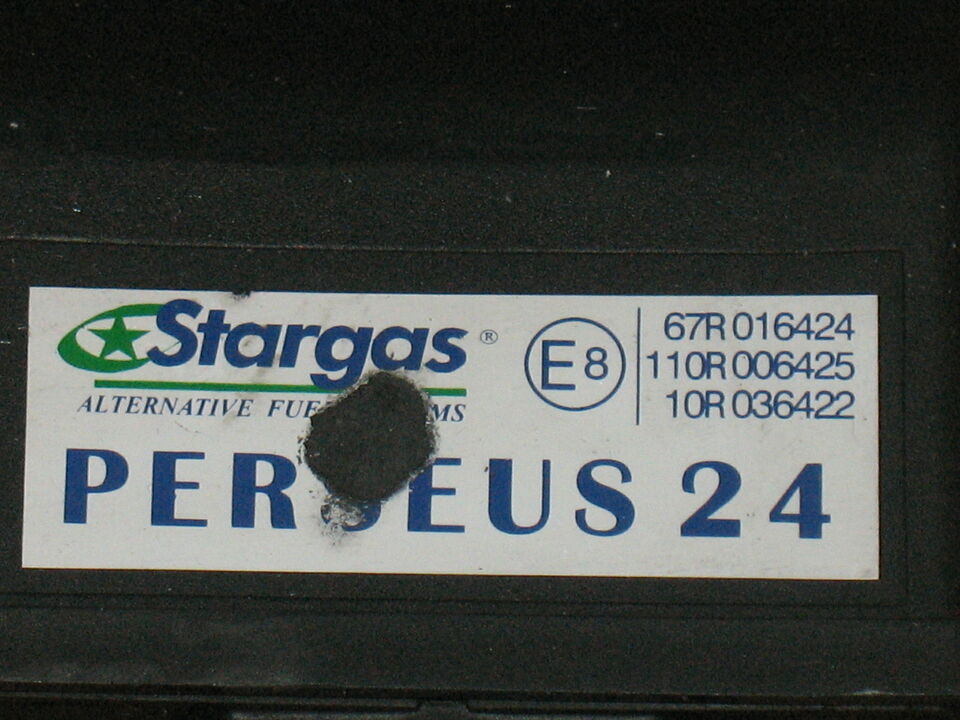 Stargas®
ALTERNATIVE
PERSEUS 24
E8
67R 016424
110R 006425
10R 036422